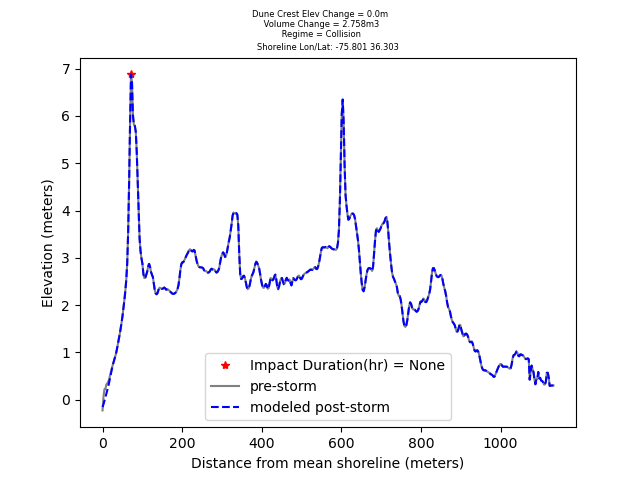 Dune Crest Elev Change = 0.0m
Volume Change = 2.758m3
Regime = Collision
Shoreline Lon/Lat: -75.801 36.303
7
6
5
4
3
2
1
0
Elevation (meters)
Impact Duration(hr) = None
pre-storm
modeled post-storm
0 200 400 600 800 1000
Distance from mean shoreline (meters)